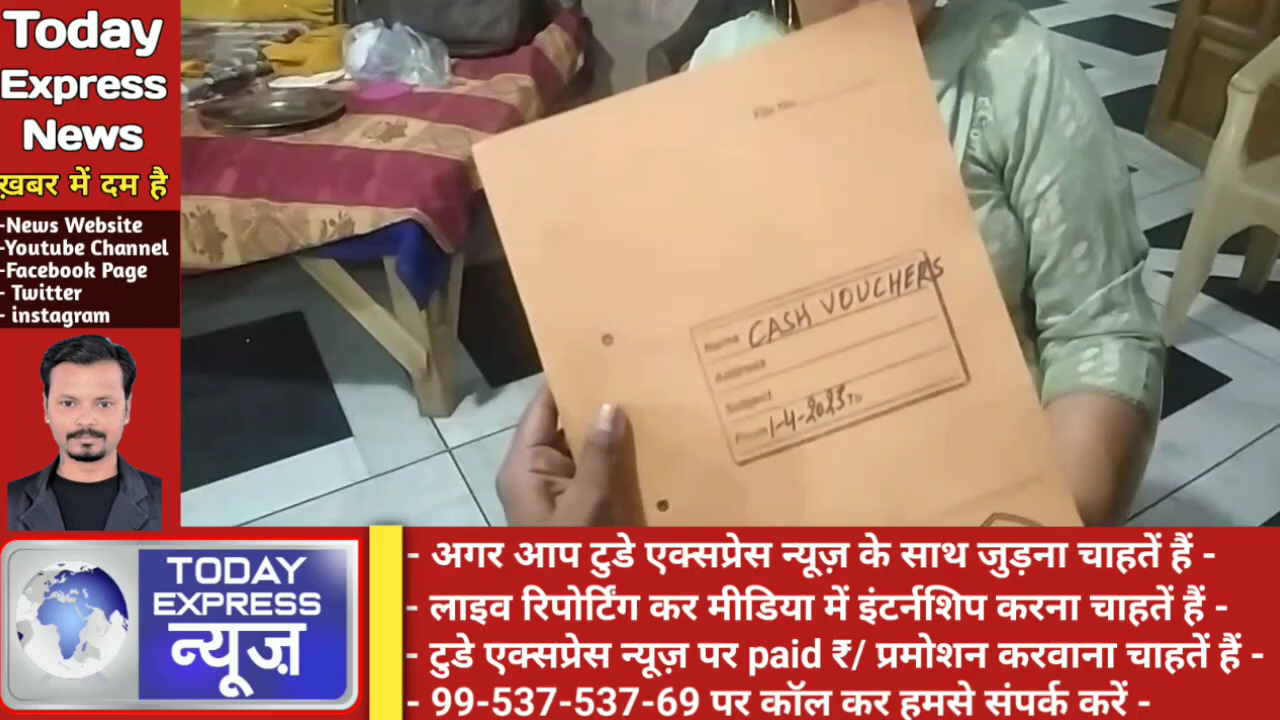 Today
Express
News
ख़बर में दम है
-News Website
-Youtube Channel
-Facebook Page
- Twitter
- instagram
File No.
Name CASH VOUCHERS
Address
Subject
From 1-4-2023 To
TODAY
EXPRESS
न्यूज़
- अगर आप टुडे एक्सप्रेस न्यूज़ के साथ जुड़ना चाहतें हैं -
- लाइव रिपोर्टिंग कर मीडिया में इंटर्नशिप करना चाहतें हैं -
- टुडे एक्सप्रेस न्यूज़ पर paid ₹/ प्रमोशन करवाना चाहतें हैं -
- 99-537-537-69 पर कॉल कर हमसे संपर्क करें -